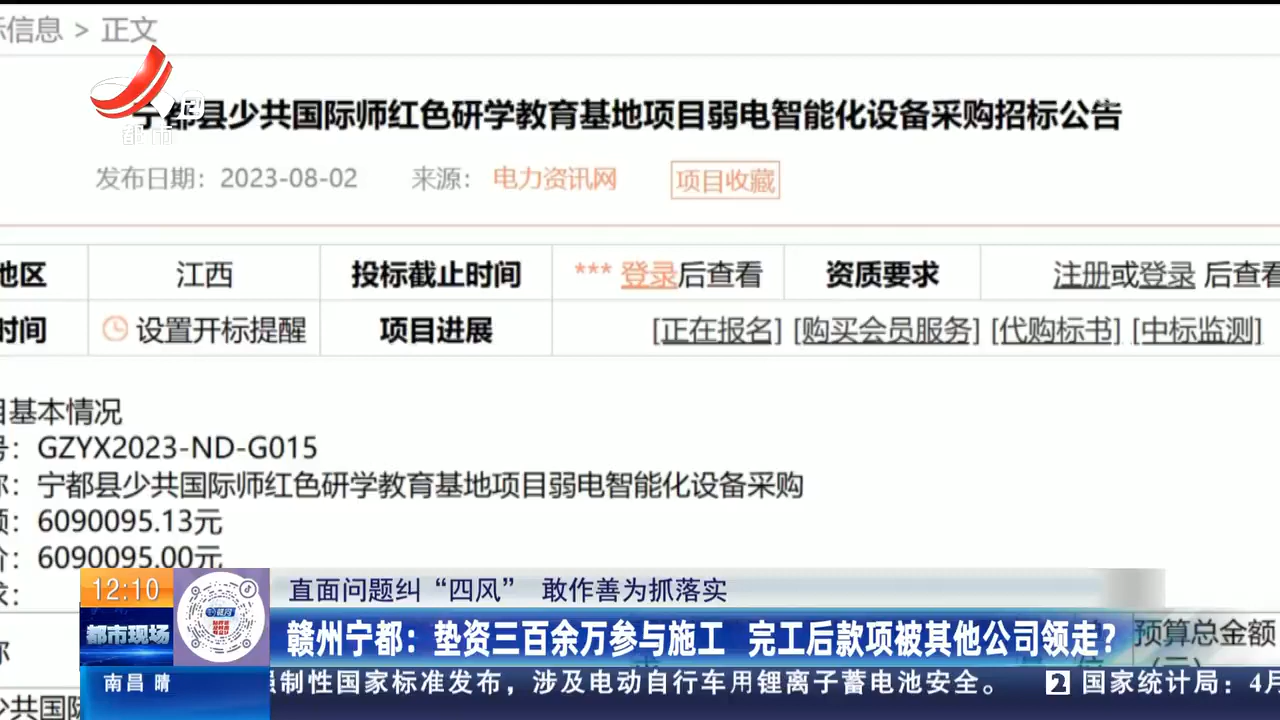 标信息 > 正文
宁都县少共国际师红色研学教育基地项目弱电智能化设备采购招标公告
都市
发布日期：2023-08-02 来源：电力资讯网 项目收藏
地区 江西 投标截止时间 *** 登录后查看 资质要求 注册或登录 后查看
时间 设置开标提醒 项目进展 [正在报名] [购买会员服务] [代购标书] [中标监测]
目基本情况
号：GZYX2023-ND-G015
称：宁都县少共国际师红色研学教育基地项目弱电智能化设备采购
额：6090095.13元
价：6090095.00元
求：
12:10 直面问题纠“四风” 敢作善为抓落实
都市现场 赣州宁都：垫资三百余万参与施工 完工后款项被其他公司领走？
称 预算总金额
（元）
南昌 晴 强制性国家标准发布，涉及电动自行车用锂离子蓄电池安全。 2 国家统计局：4月
少共国际